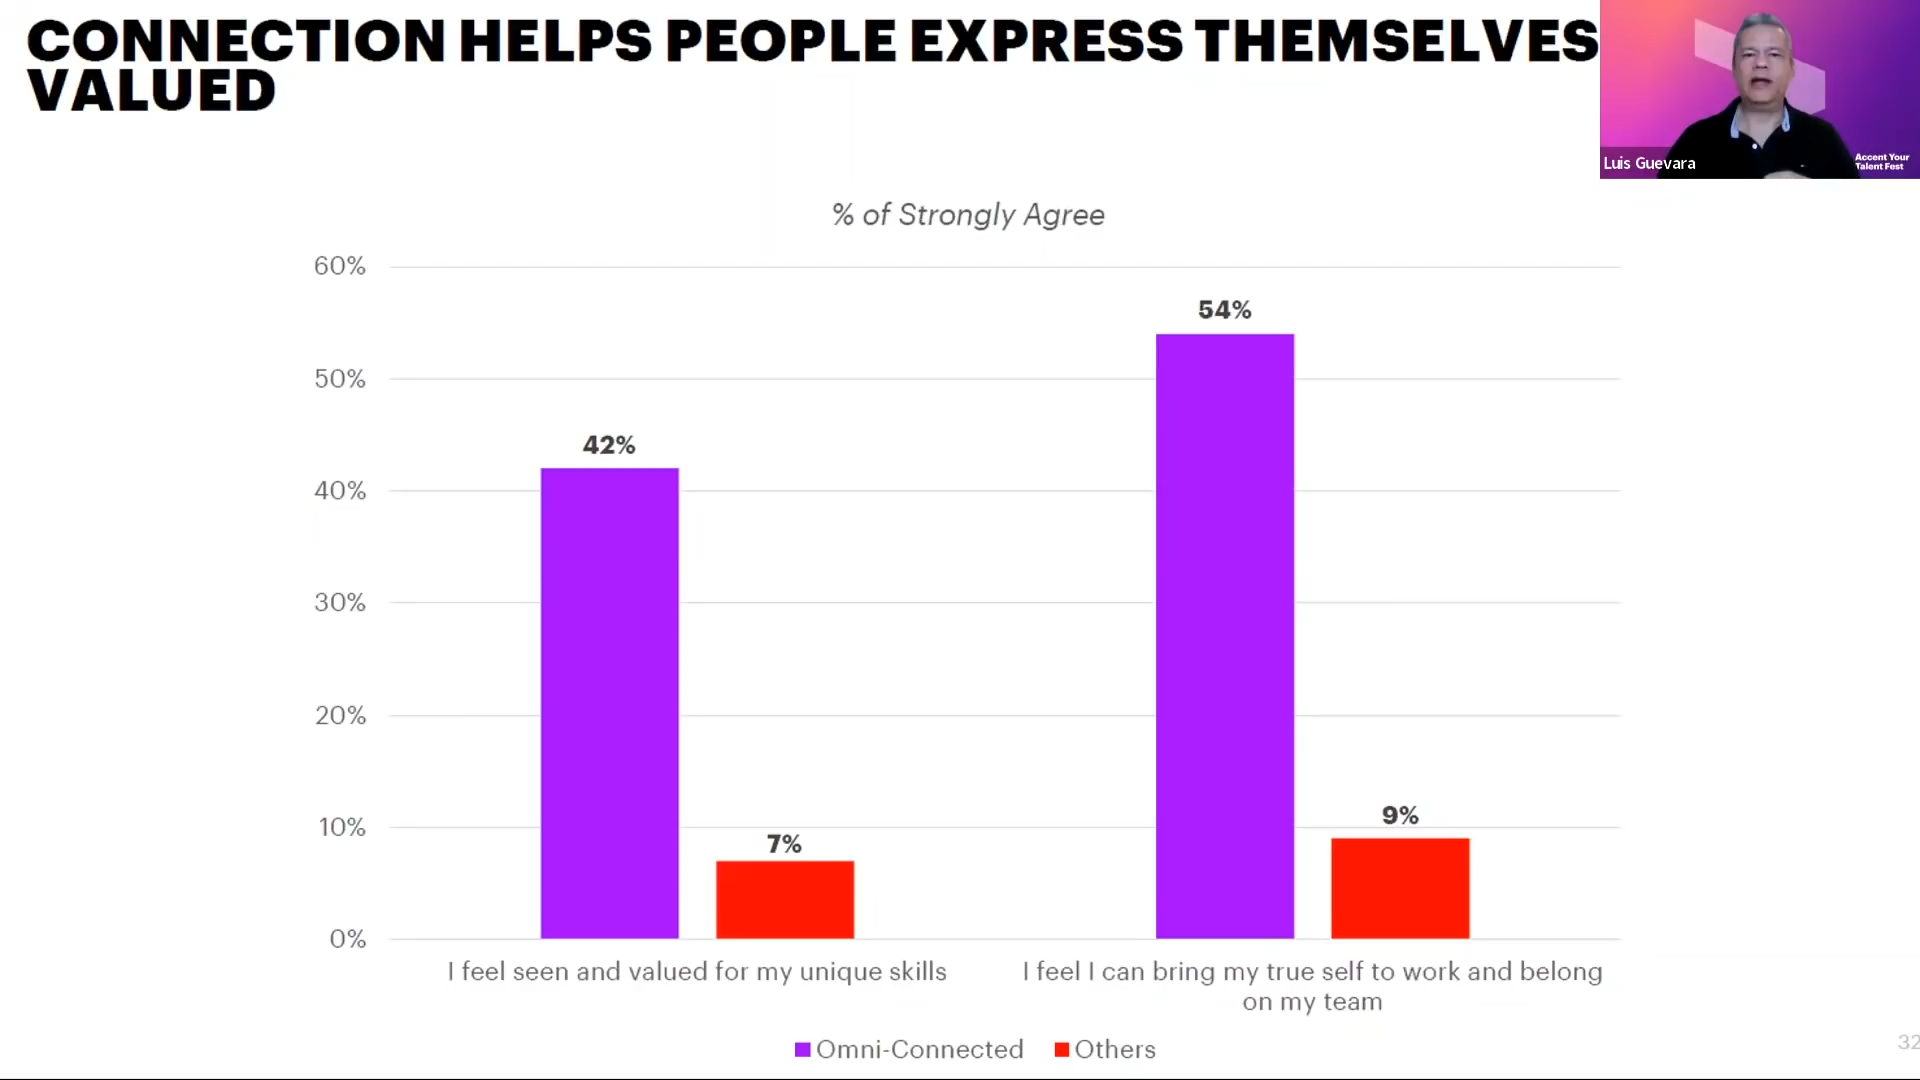 CONNECTION HELPS PEOPLE EXPRESS THEMSELVES
VALUED
Luis Guevara
Accent Your
Talent Fest
% of Strongly Agree
60%
50%
40%
30%
20%
10%
0%
42%
7%
54%
9%
I feel seen and valued for my unique skills
I feel I can bring my true self to work and belong
on my team
Omni-Connected
Others
32